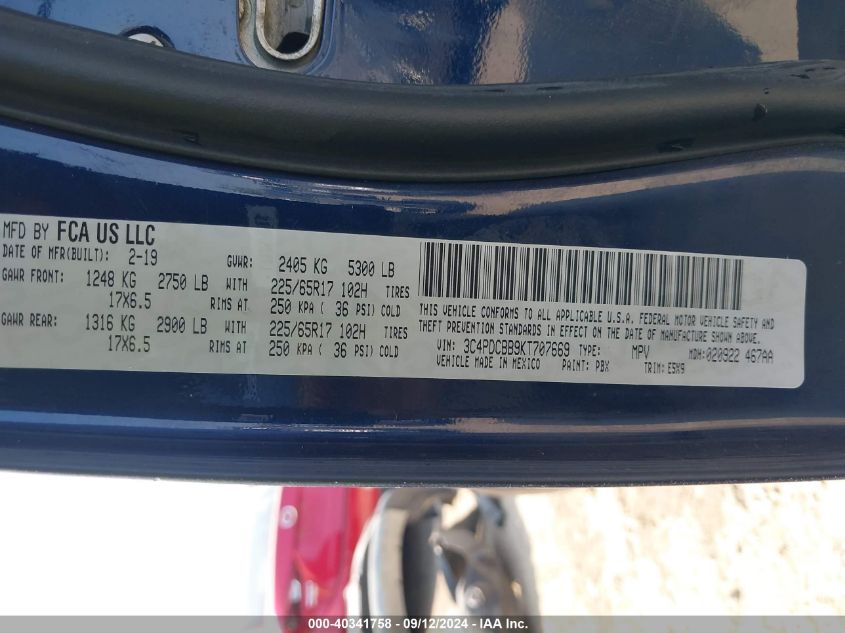 MFD BY FCA US LLC
DATE OF MFR(BUILT): 2-19 GVWR: 2405 KG 5300 LB
GAWR FRONT: 1248 KG 2750 LB WITH 225/65R17 102H TIRES
17X6.5 RIMS AT 250 KPA ( 36 PSI) COLD
GAWR REAR: 1316 KG 2900 LB WITH 225/65R17 102H TIRES
17X6.5 RIMS AT 250 KPA ( 36 PSI) COLD
THIS VEHICLE CONFORMS TO ALL APPLICABLE U.S.A. FEDERAL MOTOR VEHICLE SAFETY AND
THEFT PREVENTION STANDARDS IN EFFECT ON THE DATE OF MANUFACTURE SHOWN ABOVE.
VIN: 3C4PDCBB9KT707669 TYPE: MPV MDH: 020922 467AA
VEHICLE MADE IN MEXICO PAINT: PBX TRIM: E5X9
000-40341758 - 09/12/2024 - IAA Inc.